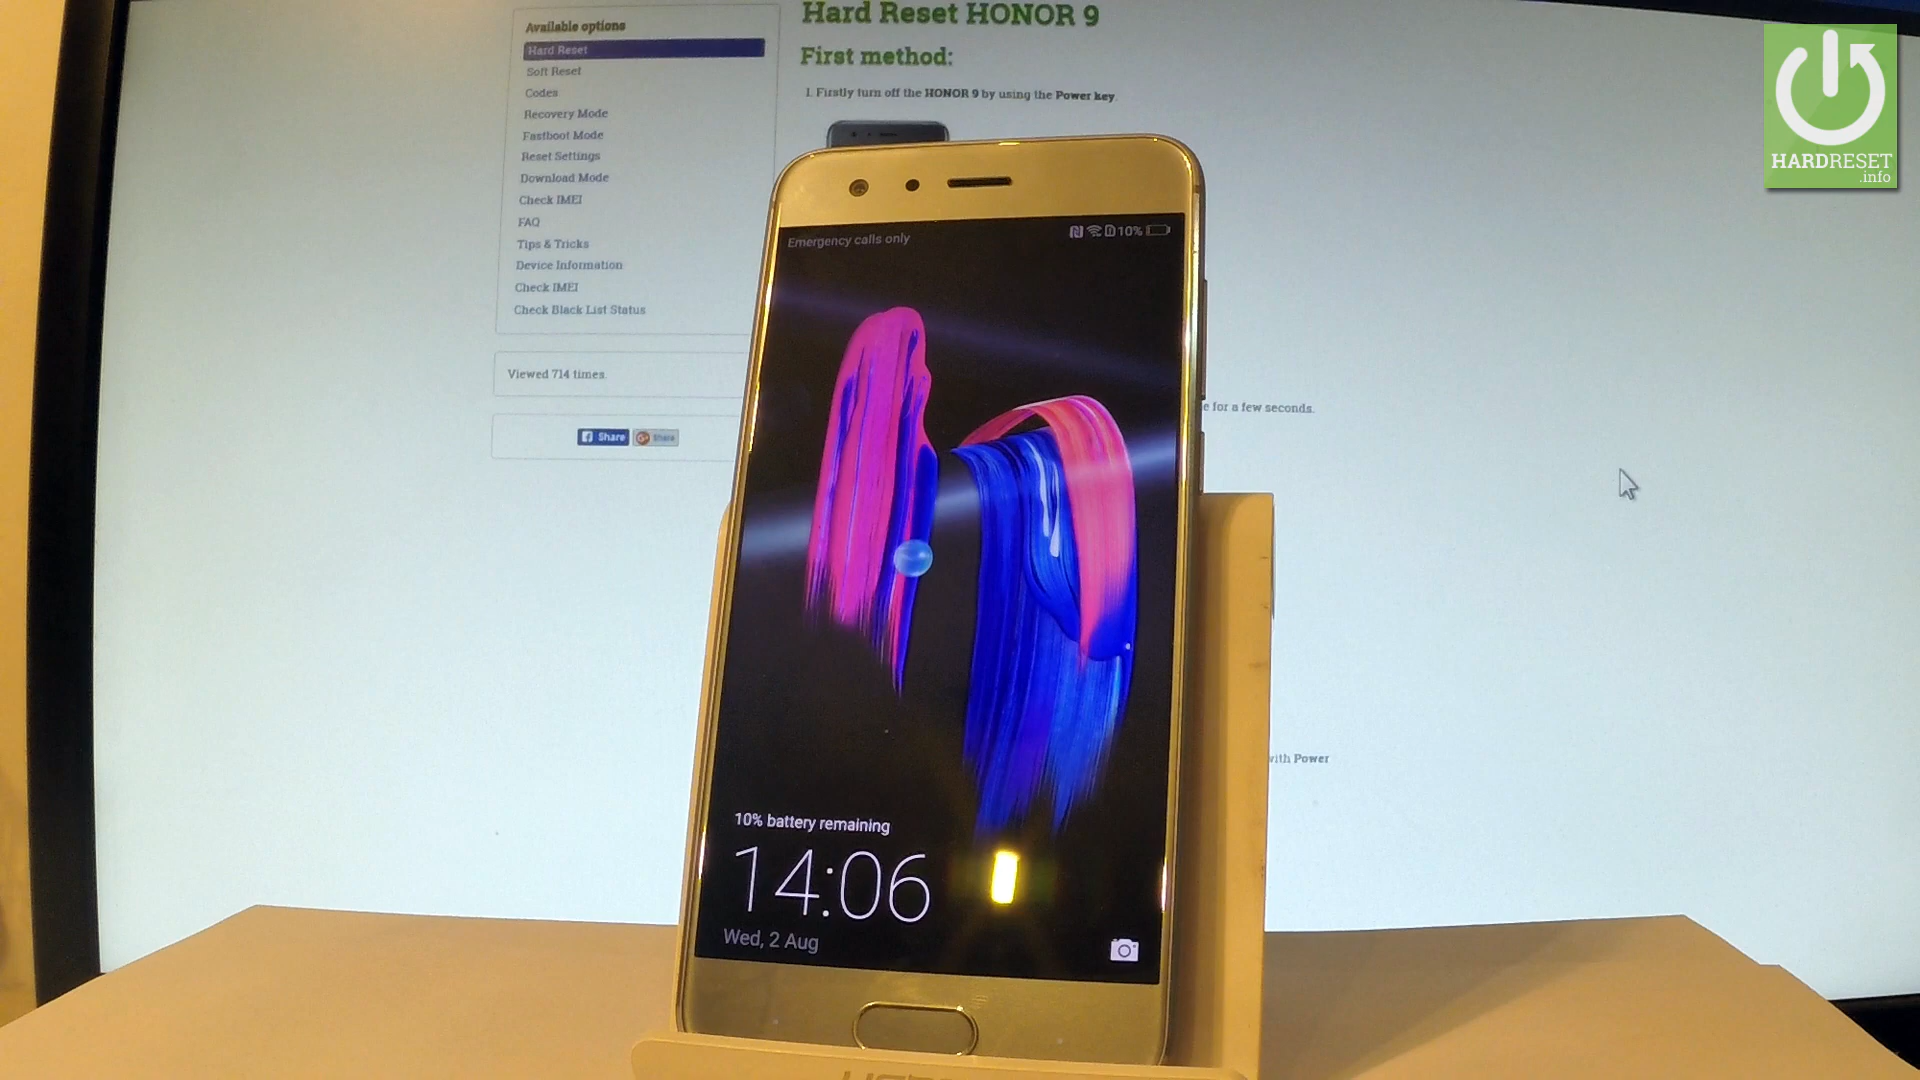 Hard Reset HONOR 9
First method:
1. Firstly turn off the HONOR 9 by using the Power key.
Available options
Hard Reset
Soft Reset
Codes
Recovery Mode
Fastboot Mode
Reset Settings
Download Mode
Check IMEI
FAQ
Tips & Tricks
Device Information
Check IMEI
Check Black List Status
Viewed 714 times.
Share
Share
for a few seconds.
with Power
HARDRESET
.info
Emergency calls only
10%
10% battery remaining
14:06
Wed, 2 Aug